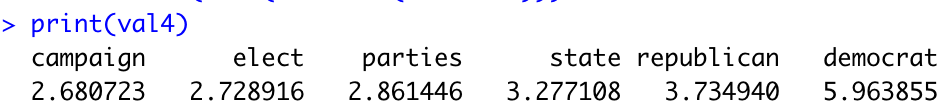 > print(val4)
campaign elect parties state republican democrat
2.680723 2.728916 2.861446 3.277108 3.734940 5.963855